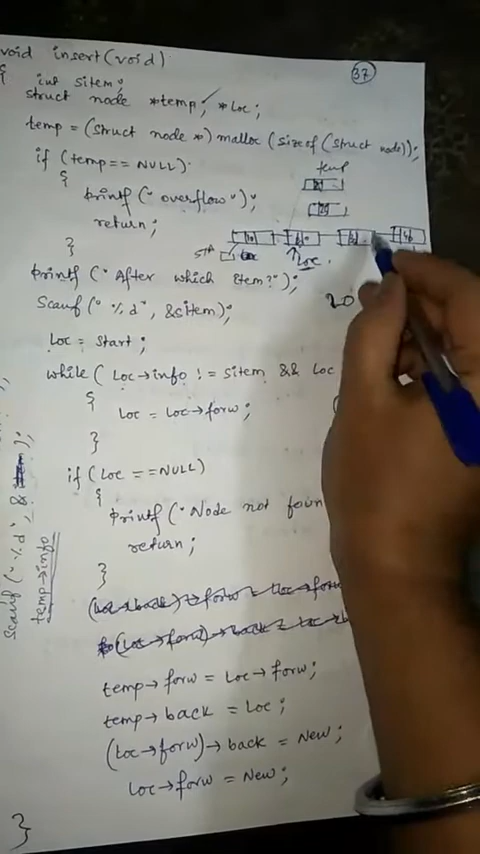 37
void insert(void)
{
int sitem;
struct node *temp, *Loc;
temp = (struct node *) malloc (size of (struct node));
if (temp == NULL)
{
printf ("overflow");
return;
}
temp
Loc
20
printf ("After which item?");
Scanf (" %d", &sitem);
Loc = Start;
while ( Loc→info != sitem && Loc
{
Loc = Loc→forw;
}
if (Loc ==NULL)
{
printf ("Node not foun
return;
}
temp→forw = Loc→forw;
temp→back = Loc;
(Loc→forw)→back = New;
Loc→forw = New;
}
Scanf (" %d", &
temp→info